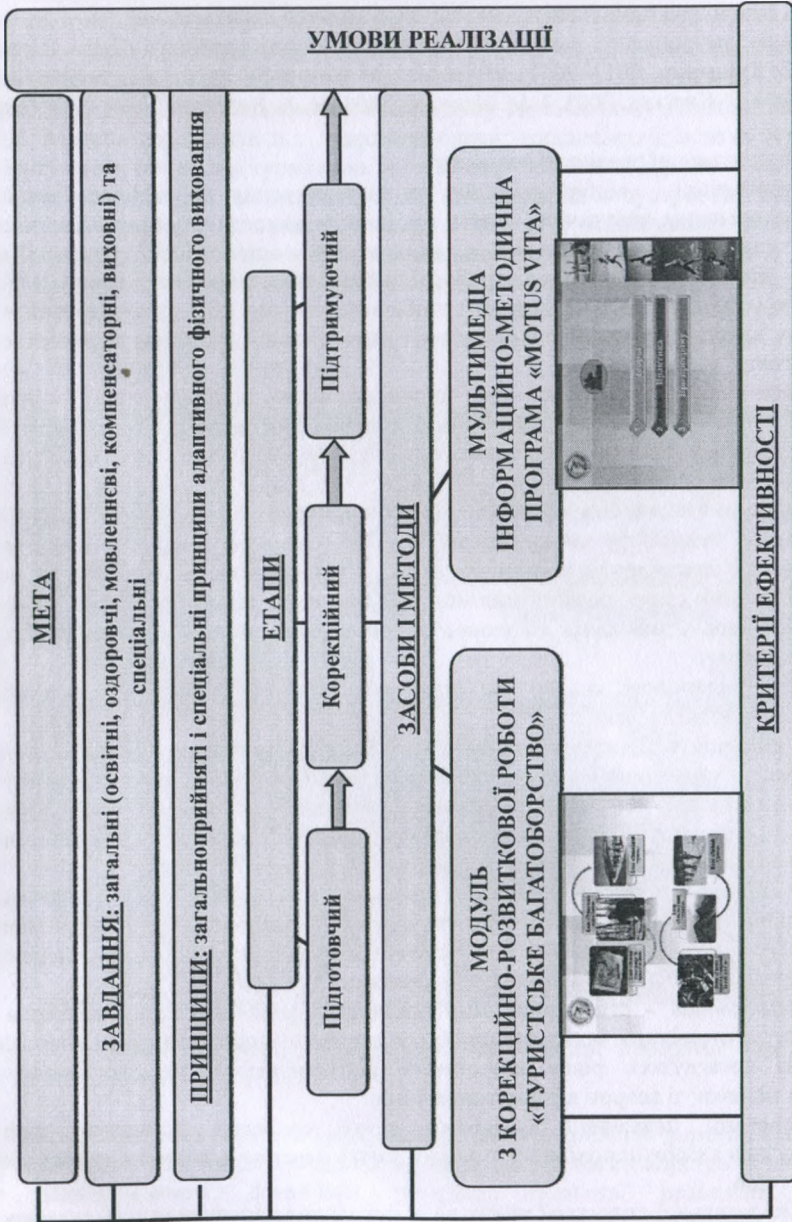 МЕТА
ЗАВДАННЯ: загальні (освітні, оздоровчі, мовленнєві, компенсаторні, виховні) та
спеціальні
ПРИНЦИПИ: загальноприйняті і спеціальні принципи адаптивного фізичного виховання
ЕТАПИ
Підготовчий
Корекційний
Підтримуючий
ЗАСОБИ І МЕТОДИ
МОДУЛЬ
З КОРЕКЦІЙНО-РОЗВИТКОВОЇ РОБОТИ
«ТУРИСТСЬКЕ БАГАТОБОРСТВО»
МУЛЬТИМЕДІА
ІНФОРМАЦІЙНО-МЕТОДИЧНА
ПРОГРАМА «MOTUS VITA»
КРИТЕРІЇ ЕФЕКТИВНОСТІ
УМОВИ РЕАЛІЗАЦІЇ